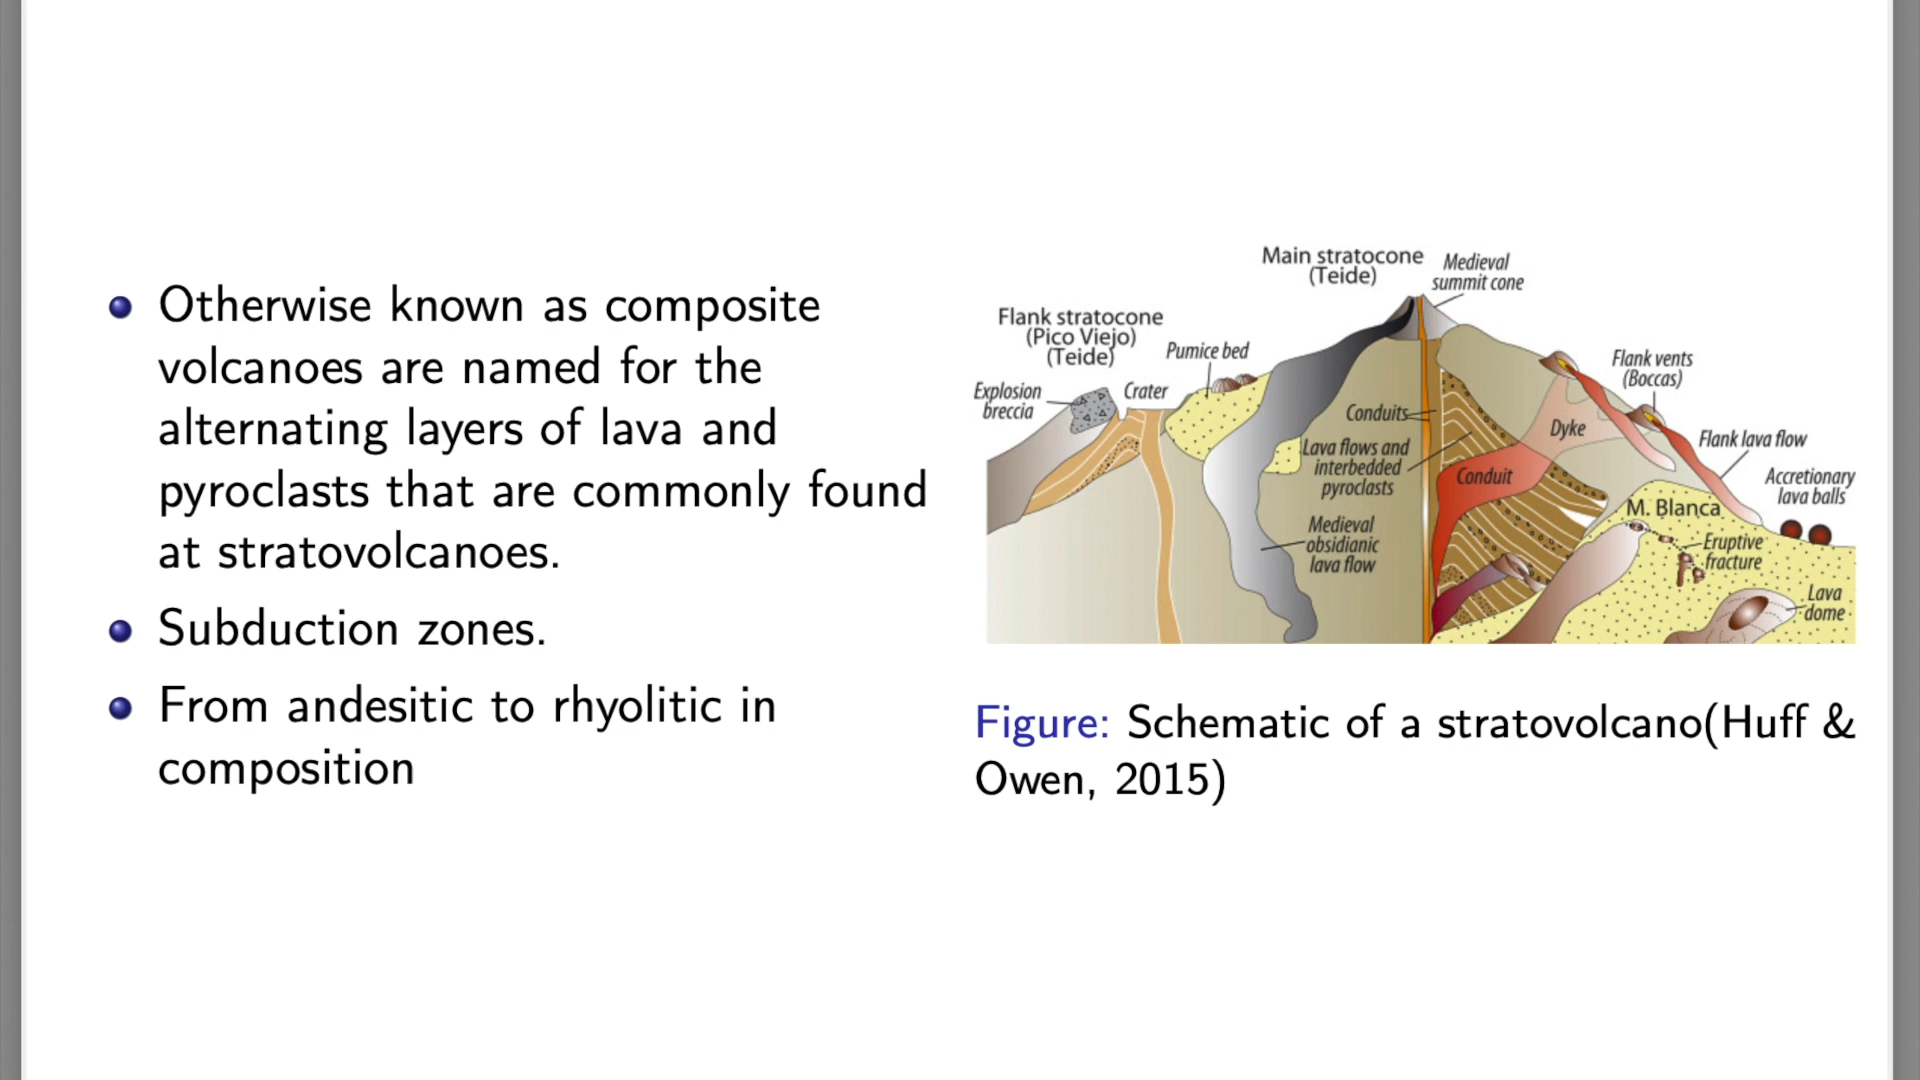 Otherwise known as composite
volcanoes are named for the
alternating layers of lava and
pyroclasts that are commonly found
at stratovolcanoes.
Subduction zones.
From andesitic to rhyolitic in
composition
Main stratocone
(Teide)
Medieval
summit cone
Flank stratocone
(Pico Viejo)
(Teide)
Pumice bed
Explosion
breccia
Crater
Flank vents
(Boccas)
Conduits
Dyke
Flank lava flow
Lava flows and
interbedded
pyroclasts
Conduit
Accretionary
lava balls
M. Blanca
Medieval
obsidianic
lava flow
Eruptive
fracture
Lava
dome
Figure: Schematic of a stratovolcano(Huff &
Owen, 2015)